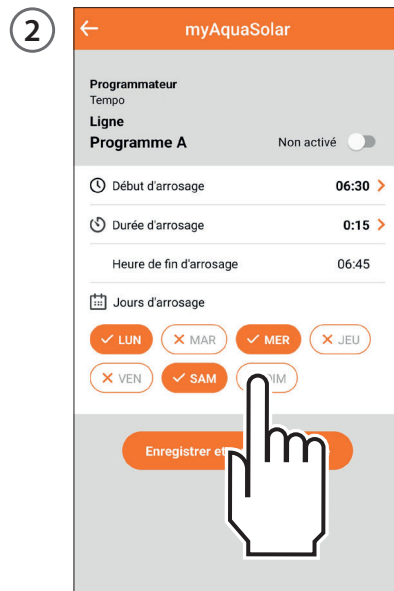 2
myAquaSolar
Programmateur
Tempo
Ligne
Programme A Non activé
Début d'arrosage 06:30
Durée d'arrosage 0:15
Heure de fin d'arrosage 06:45
Jours d'arrosage
LUN MAR MER JEU
VEN SAM DIM
Enregistrer et